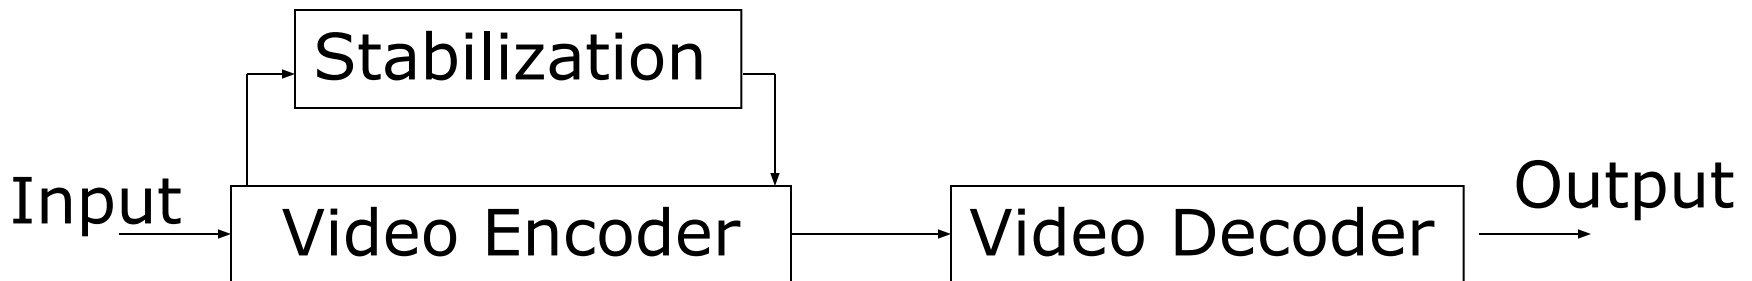 Stabilization
Input
Video Encoder
Video Decoder
Output